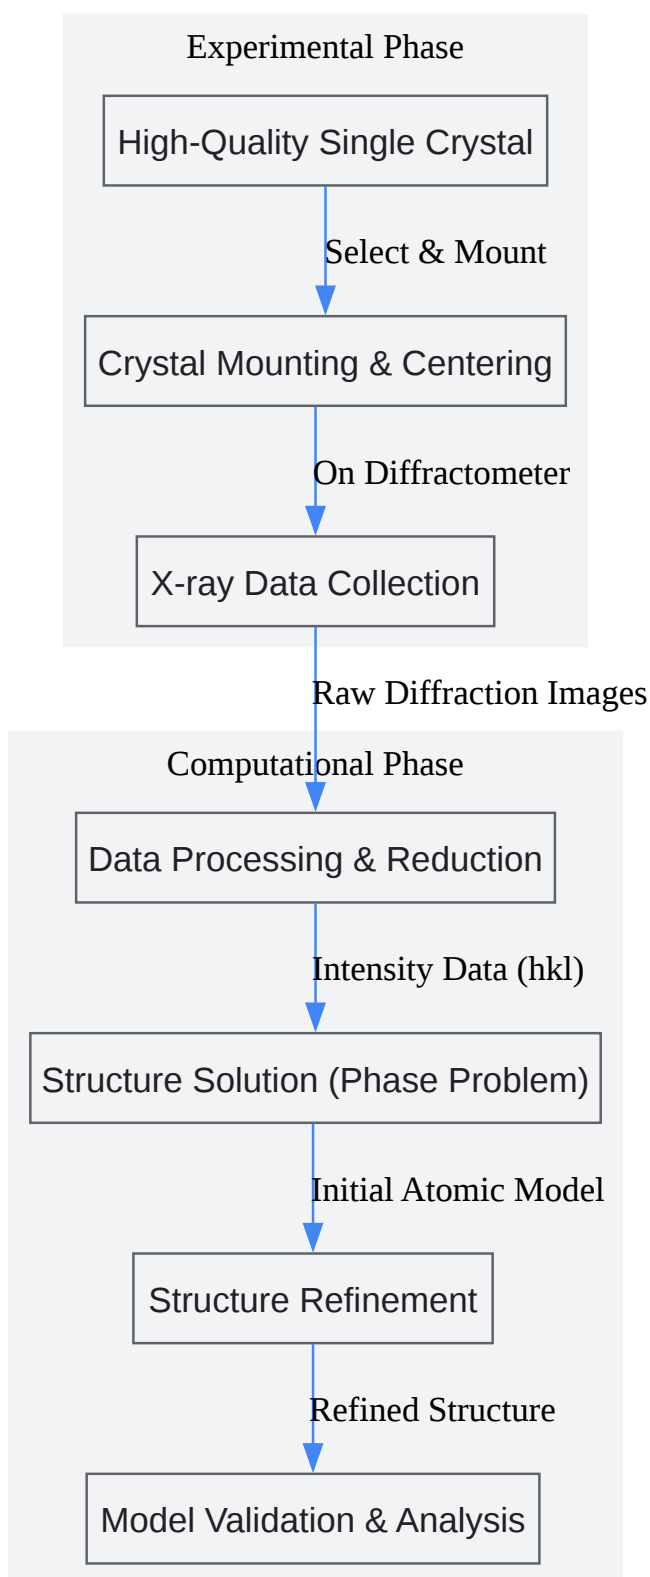 Experimental Phase
High-Quality Single Crystal
Select & Mount
Crystal Mounting & Centering
On Diffractometer
X-ray Data Collection
Raw Diffraction Images
Computational Phase
Data Processing & Reduction
Intensity Data (hkl)
Structure Solution (Phase Problem)
Initial Atomic Model
Structure Refinement
Refined Structure
Model Validation & Analysis